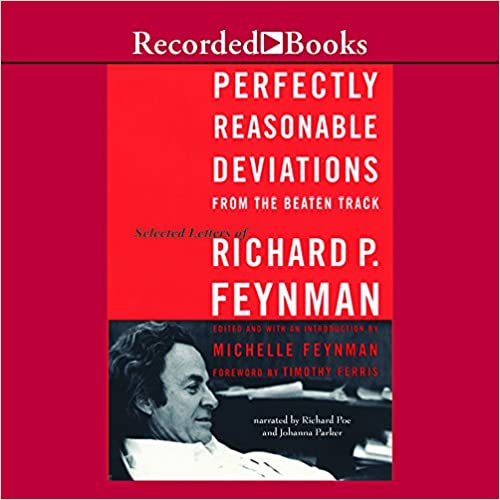 Recorded Books
PERFECTLY
REASONABLE
DEVIATIONS
FROM THE BEATEN TRACK
Selected Letters of
RICHARD P.
FEYNMAN
EDITED AND WITH AN INTRODUCTION BY
MICHELLE FEYNMAN
FOREWORD BY TIMOTHY FERRIS
narrated by Richard Poe
and Johanna Parker